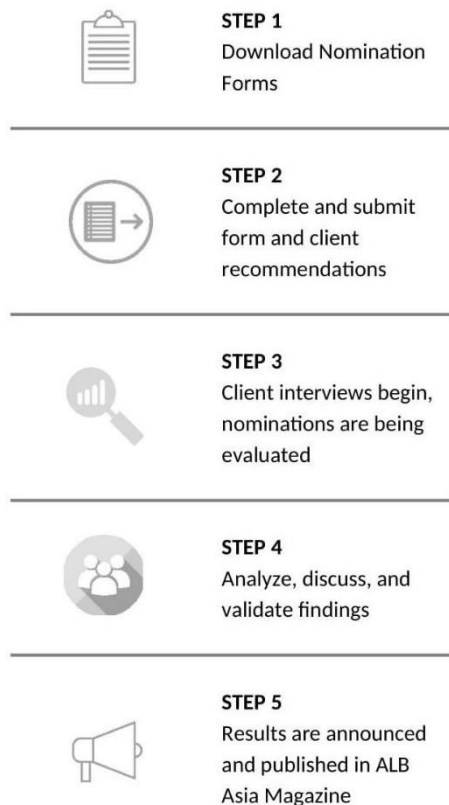 STEP 1
Download Nomination
Forms
STEP 2
Complete and submit
form and client
recommendations
STEP 3
Client interviews begin,
nominations are being
evaluated
STEP 4
Analyze, discuss, and
validate findings
STEP 5
Results are announced
and published in ALB
Asia Magazine